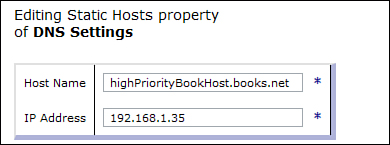 Editing Static Hosts property
of DNS Settings
Host Name highPriorityBookHost.books.net *
IP Address 192.168.1.35 *